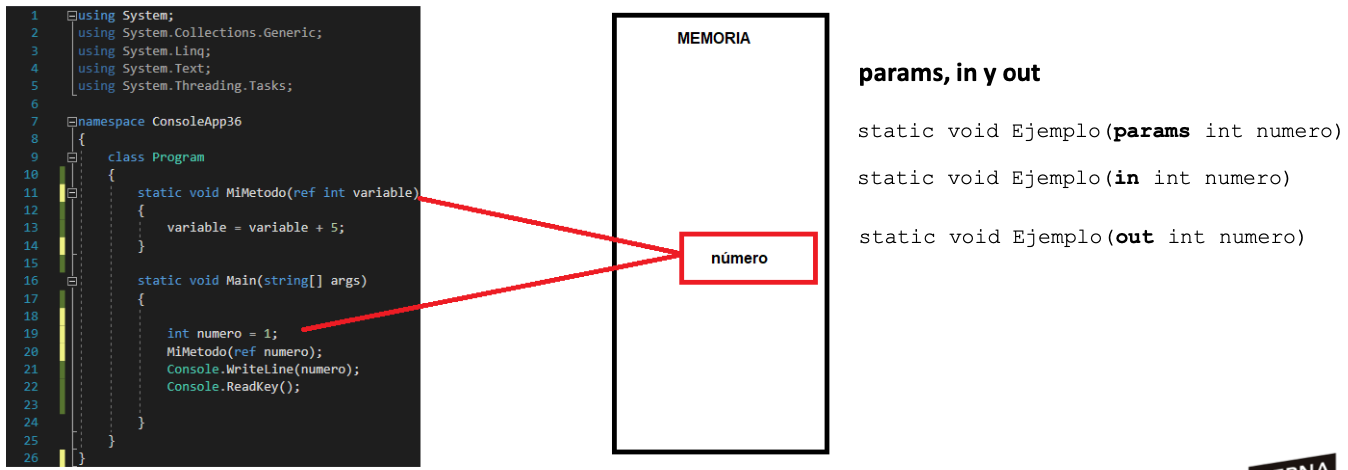 1 using System;
2 using System.Collections.Generic;
3 using System.Linq;
4 using System.Text;
5 using System.Threading.Tasks;
6
7 namespace ConsoleApp36
8 {
9 class Program
10 {
11 static void MiMetodo(ref int variable)
12 {
13 variable = variable + 5;
14 }
15
16 static void Main(string[] args)
17 {
18
19 int numero = 1;
20 MiMetodo(ref numero);
21 Console.WriteLine(numero);
22 Console.ReadKey();
23
24 }
25 }
26 }
MEMORIA
número
params, in y out
static void Ejemplo(params int numero)
static void Ejemplo(in int numero)
static void Ejemplo(out int numero)